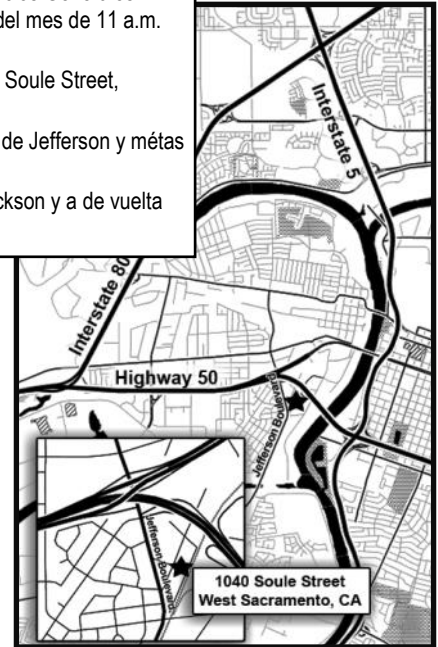 del mes de 11 a.m.
Soule Street,
de Jefferson y métas
ckson y a de vuelta
Interstate 5
Interstate 80
Highway 50
Jefferson Boulevard
Jefferson Boulevard
1040 Soule Street
West Sacramento, CA